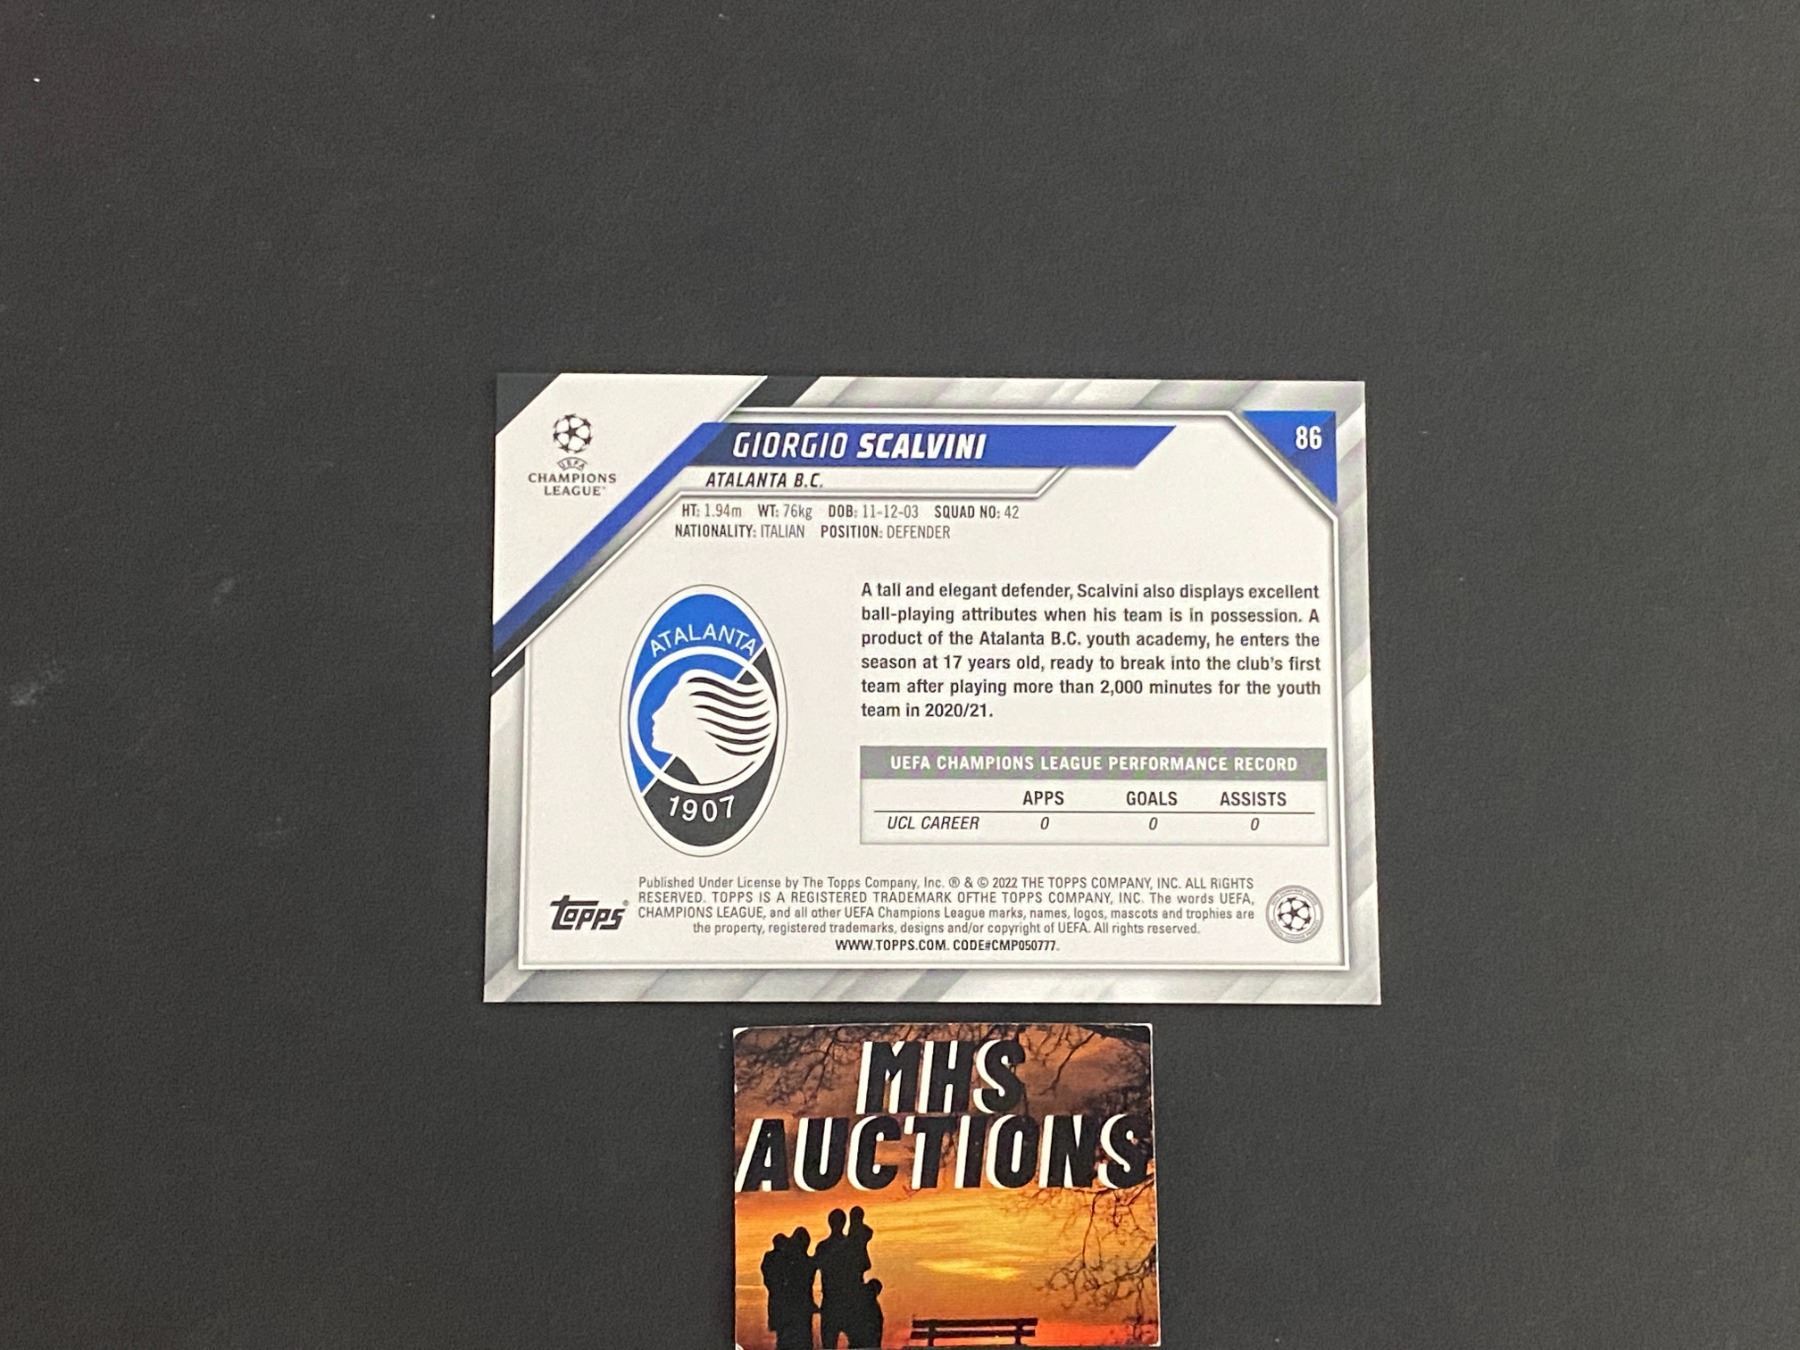 UEFA
CHAMPIONS
LEAGUE
GIORGIO SCALVINI
86
ATALANTA B.C.
HT: 1.94m WT: 76kg DOB: 11-12-03 SQUAD NO: 42
NATIONALITY: ITALIAN POSITION: DEFENDER
ATALANTA
1907
A tall and elegant defender, Scalvini also displays excellent
ball-playing attributes when his team is in possession. A
product of the Atalanta B.C. youth academy, he enters the
season at 17 years old, ready to break into the club's first
team after playing more than 2,000 minutes for the youth
team in 2020/21.
UEFA CHAMPIONS LEAGUE PERFORMANCE RECORD
APPS GOALS ASSISTS
UCL CAREER 0 0 0
topps®
Published Under License by The Topps Company, Inc. ® & © 2022 THE TOPPS COMPANY, INC. ALL RIGHTS
RESERVED. TOPPS IS A REGISTERED TRADEMARK OFTHE TOPPS COMPANY, INC. The words UEFA,
CHAMPIONS LEAGUE, and all other UEFA Champions League marks, names, logos, mascots and trophies are
the property, registered trademarks, designs and/or copyright of UEFA. All rights reserved.
WWW.TOPPS.COM. CODE#CMP050777.
MHS
AUCTIONS